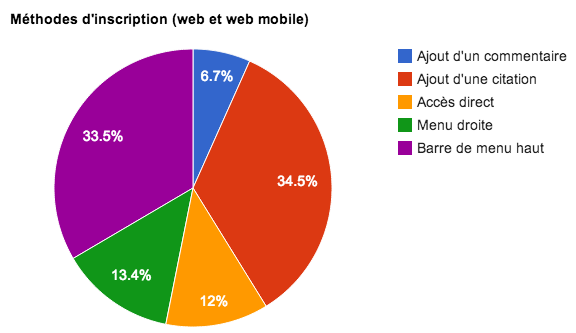 Méthodes d'inscription (web et web mobile)
6.7%
34.5%
12%
13.4%
33.5%
Ajout d'un commentaire
Ajout d'une citation
Accès direct
Menu droite
Barre de menu haut